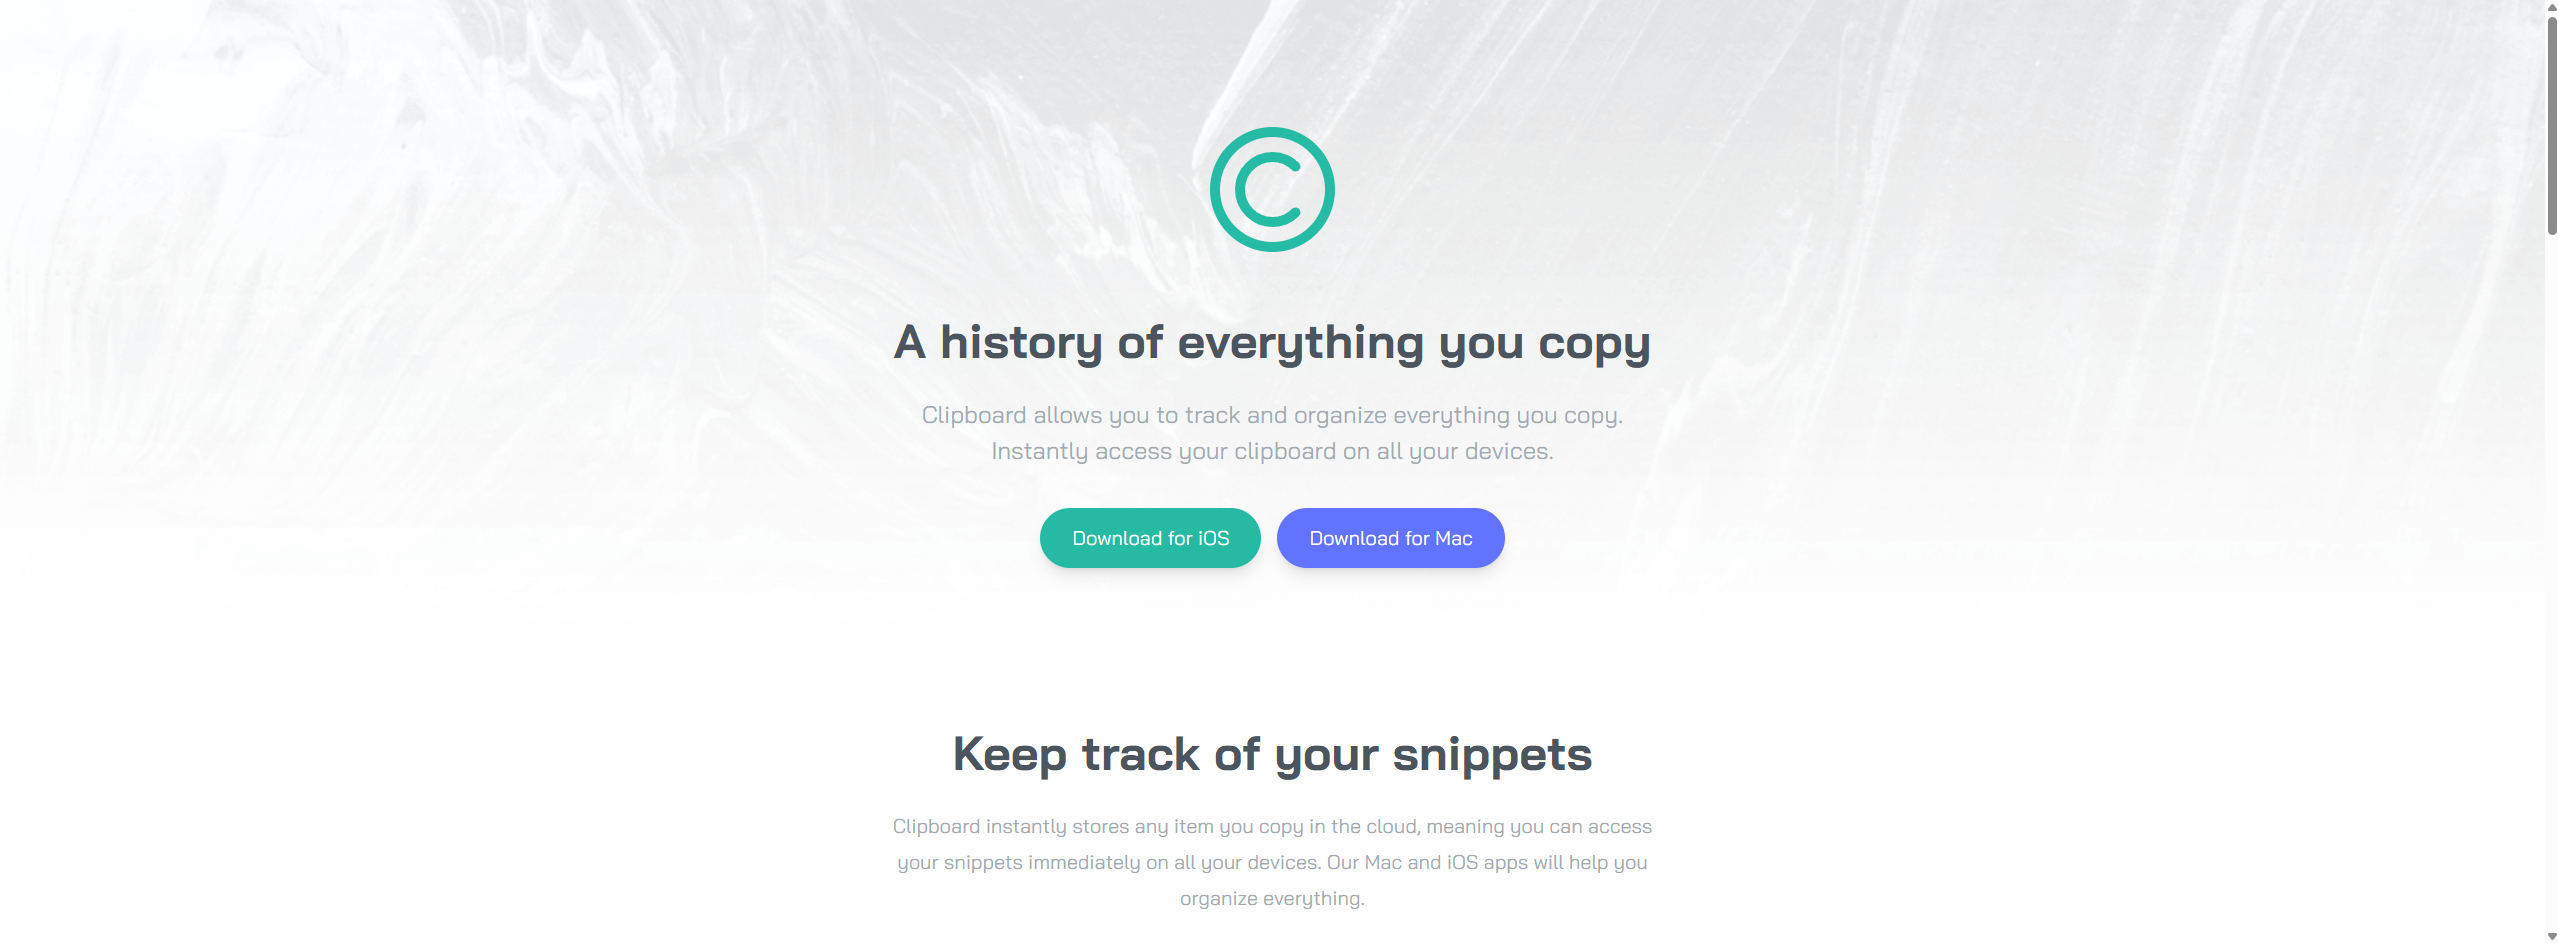 A history of everything you copy
Clipboard allows you to track and organize everything you copy.
Instantly access your clipboard on all your devices.
Download for iOS
Download for Mac
Keep track of your snippets
Clipboard instantly stores any item you copy in the cloud, meaning you can access
your snippets immediately on all your devices. Our Mac and iOS apps will help you
organize everything.